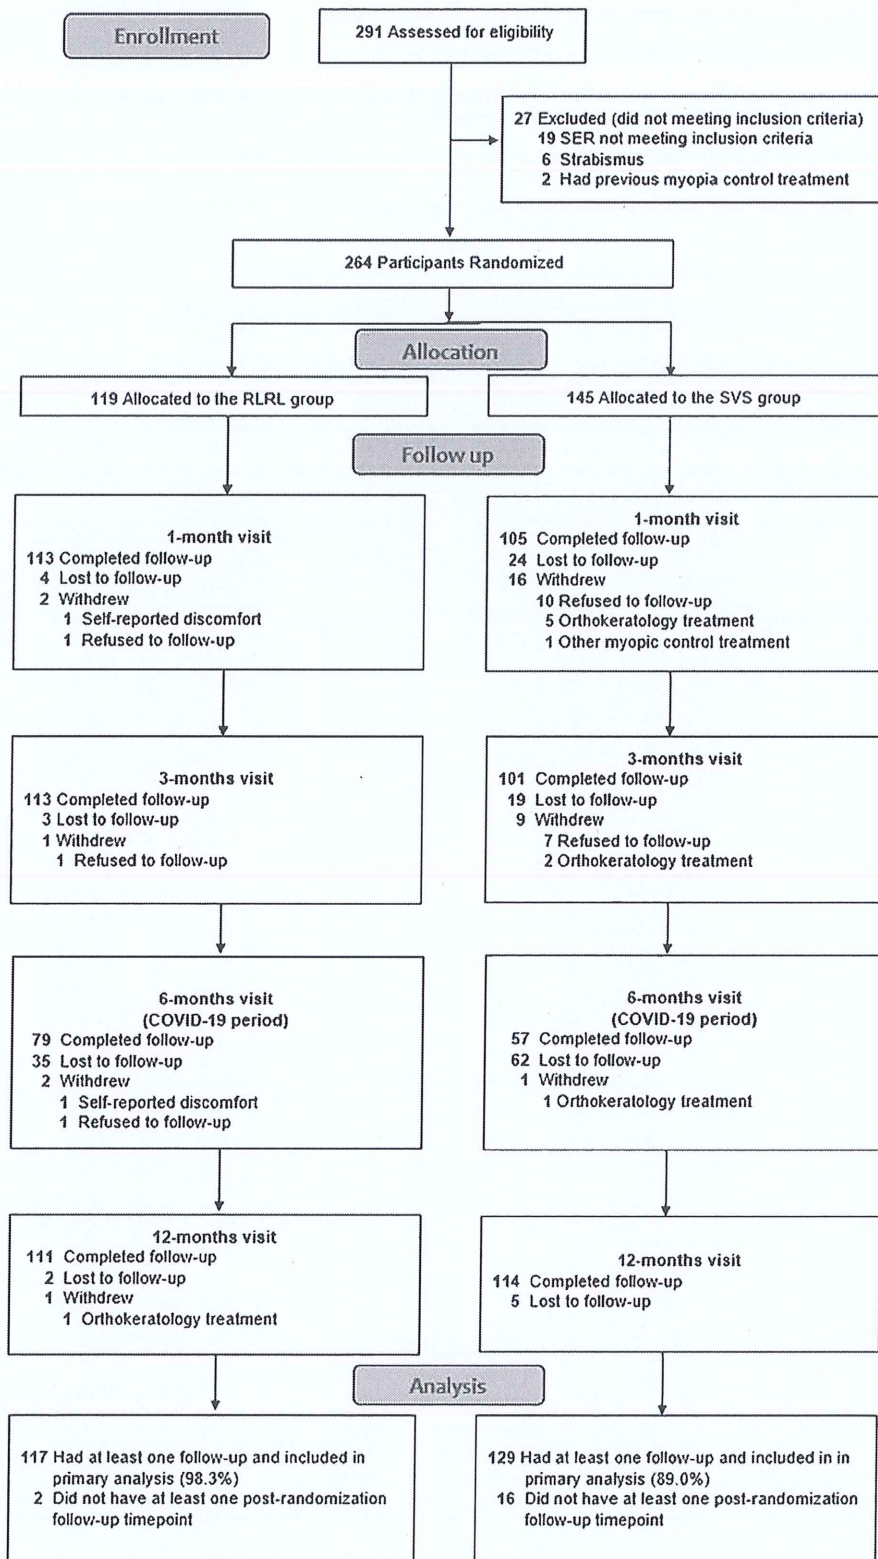 Enrollment
291 Assessed for eligibility
27 Excluded (did not meeting inclusion criteria)
19 SER not meeting inclusion criteria
6 Strabismus
2 Had previous myopia control treatment
264 Participants Randomized
Allocation
119 Allocated to the RLRL group
145 Allocated to the SVS group
Follow up
1-month visit
113 Completed follow-up
4 Lost to follow-up
2 Withdrew
1 Self-reported discomfort
1 Refused to follow-up
1-month visit
105 Completed follow-up
24 Lost to follow-up
16 Withdrew
10 Refused to follow-up
5 Orthokeratology treatment
1 Other myopic control treatment
3-months visit
113 Completed follow-up
3 Lost to follow-up
1 Withdrew
1 Refused to follow-up
3-months visit
101 Completed follow-up
19 Lost to follow-up
9 Withdrew
7 Refused to follow-up
2 Orthokeratology treatment
6-months visit
(COVID-19 period)
79 Completed follow-up
35 Lost to follow-up
2 Withdrew
1 Self-reported discomfort
1 Refused to follow-up
6-months visit
(COVID-19 period)
57 Completed follow-up
62 Lost to follow-up
1 Withdrew
1 Orthokeratology treatment
12-months visit
111 Completed follow-up
2 Lost to follow-up
1 Withdrew
1 Orthokeratology treatment
12-months visit
114 Completed follow-up
5 Lost to follow-up
Analysis
117 Had at least one follow-up and included in
primary analysis (98.3%)
2 Did not have at least one post-randomization
follow-up timepoint
129 Had at least one follow-up and included in in
primary analysis (89.0%)
16 Did not have at least one post-randomization
follow-up timepoint